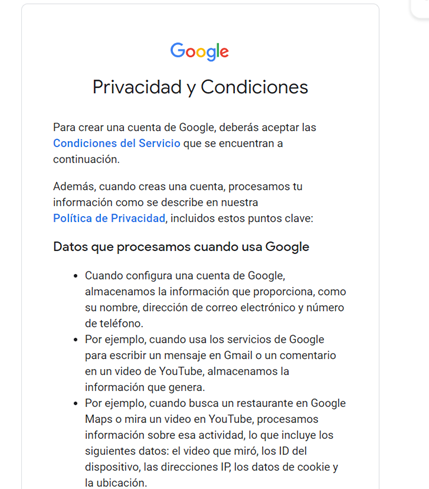 Google
Privacidad y Condiciones
Para crear una cuenta de Google, deberás aceptar las
Condiciones del Servicio que se encuentran a
continuación.
Además, cuando creas una cuenta, procesamos tu
información como se describe en nuestra
Política de Privacidad, incluidos estos puntos clave:
Datos que procesamos cuando usa Google
• Cuando configura una cuenta de Google,
almacenamos la información que proporciona, como
su nombre, dirección de correo electrónico y número
de teléfono.
• Por ejemplo, cuando usa los servicios de Google
para escribir un mensaje en Gmail o un comentario
en un video de YouTube, almacenamos la
información que genera.
• Por ejemplo, cuando busca un restaurante en Google
Maps o mira un video en YouTube, procesamos
información sobre esa actividad, lo que incluye los
siguientes datos: el video que miró, los ID del
dispositivo, las direcciones IP, los datos de cookie y
la ubicación.